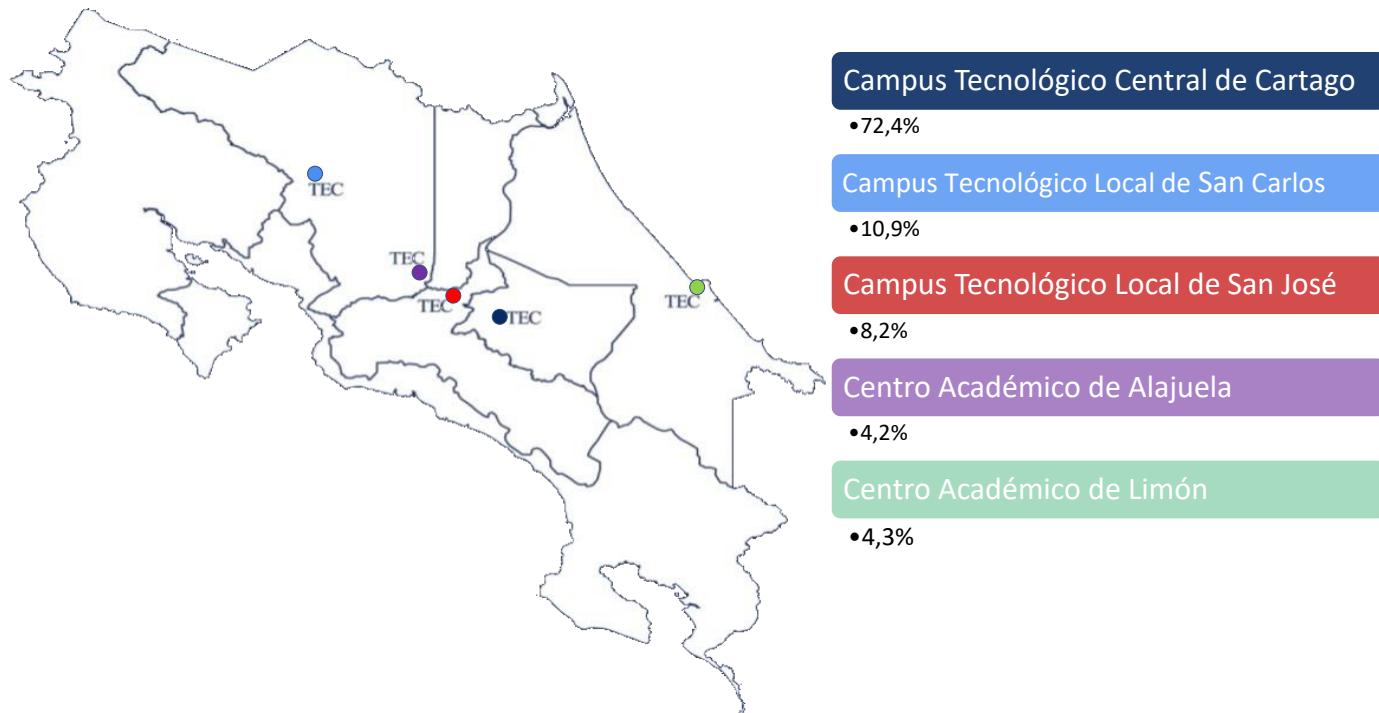 TEC
TEC
TEC
TEC
TEC
Campus Tecnológico Central de Cartago
•72,4%
Campus Tecnológico Local de San Carlos
•10,9%
Campus Tecnológico Local de San José
•8,2%
Centro Académico de Alajuela
•4,2%
Centro Académico de Limón
•4,3%